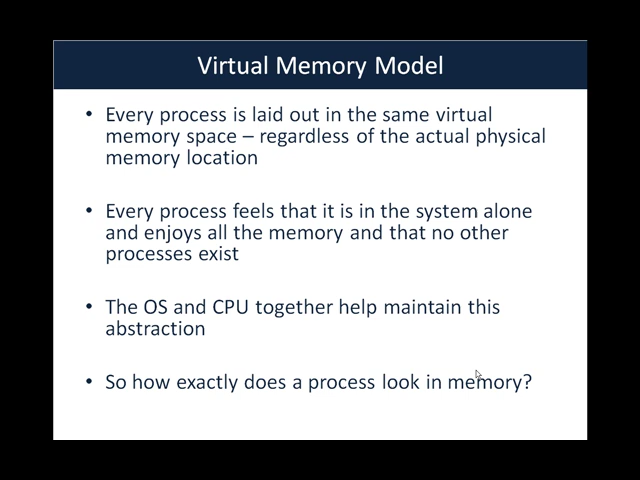 Virtual Memory Model
• Every process is laid out in the same virtual
memory space – regardless of the actual physical
memory location
• Every process feels that it is in the system alone
and enjoys all the memory and that no other
processes exist
• The OS and CPU together help maintain this
abstraction
• So how exactly does a process look in memory?